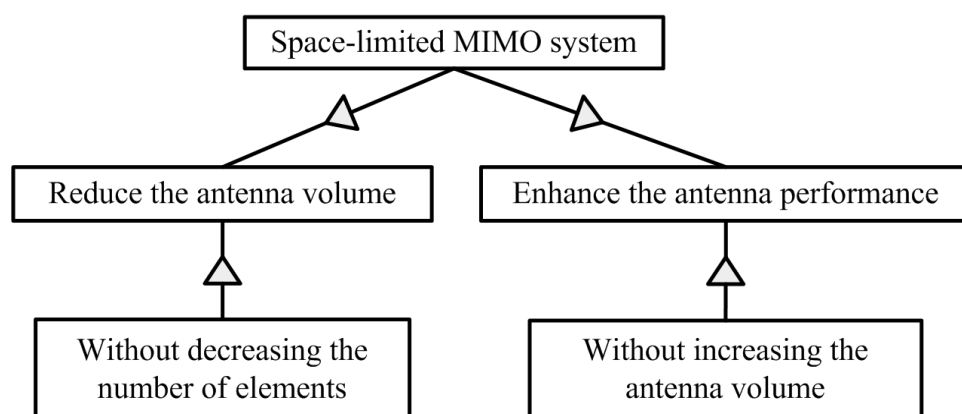 Space-limited MIMO system
Reduce the antenna volume
Enhance the antenna performance
Without decreasing the
number of elements
Without increasing the
antenna volume